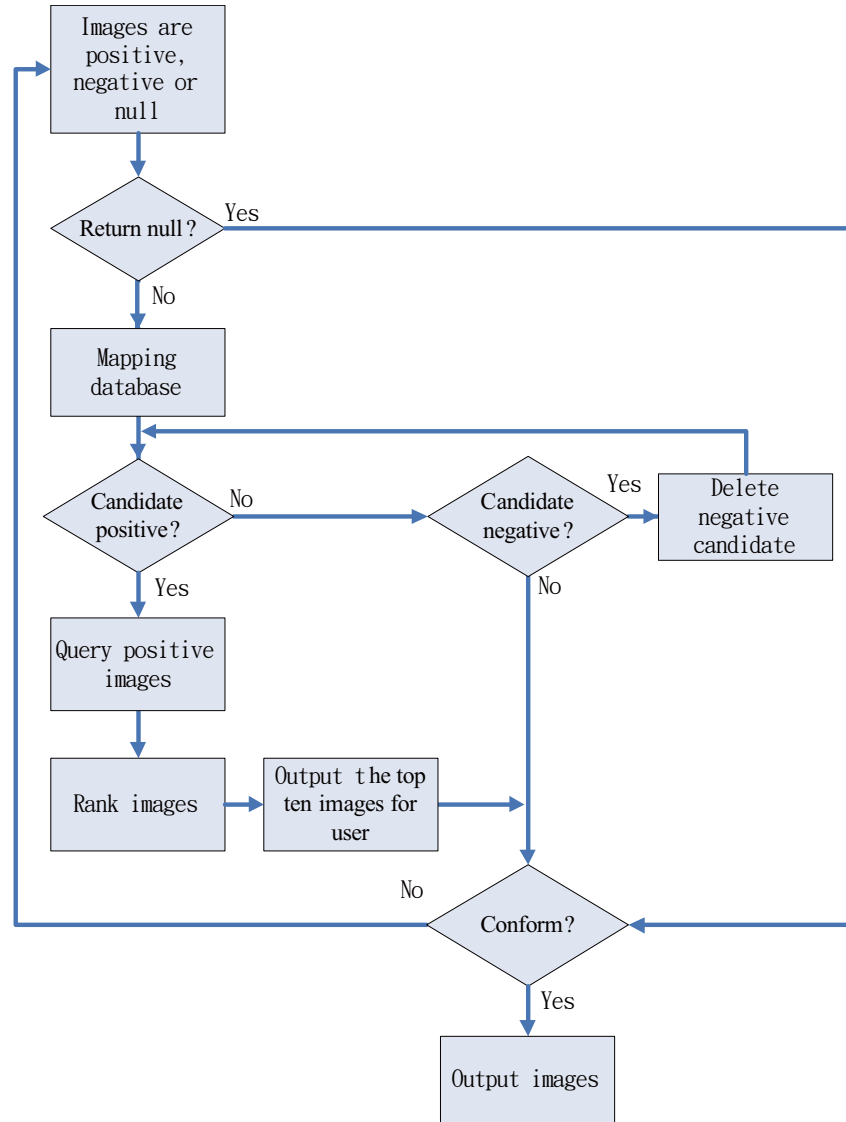 Images are
positive,
negative or
null
Return null?
Yes
No
Mapping
database
Candidate
positive?
No
Candidate
negative?
Yes
Delete
negative
candidate
Yes
No
Query positive
images
Rank images
Output the top
ten images for
user
No
Conform?
Yes
Output images